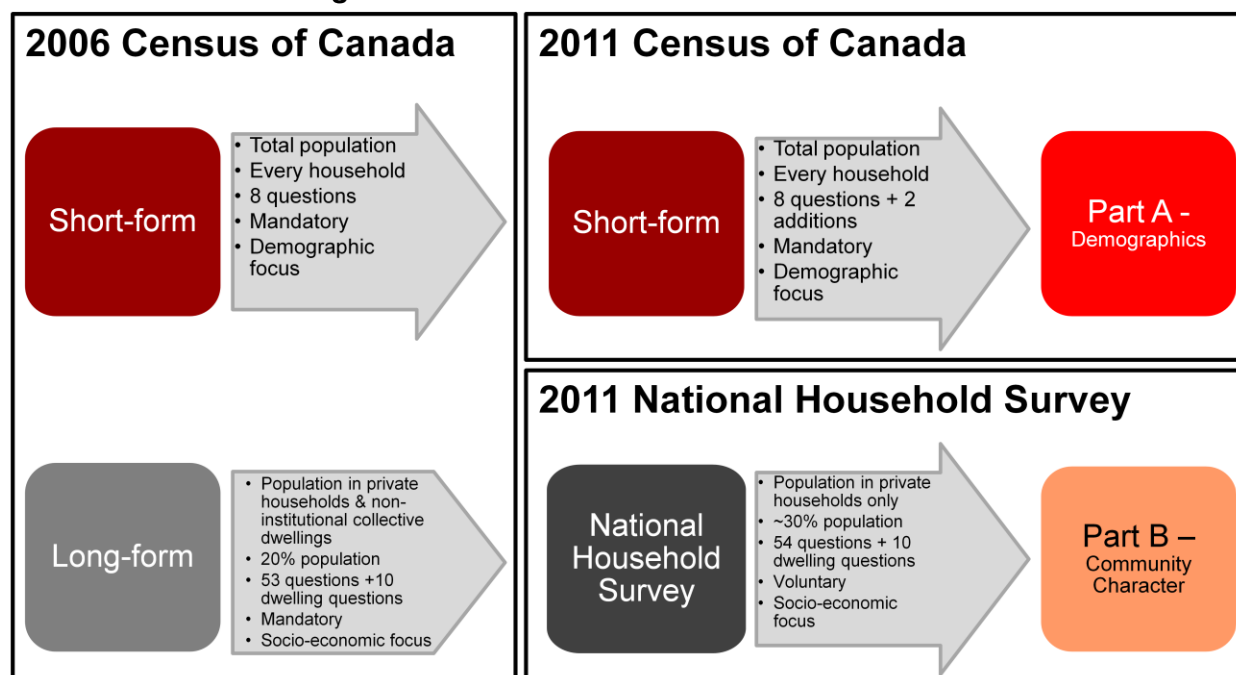 2006 Census of Canada
Short-form
• Total population
• Every household
• 8 questions
• Mandatory
• Demographic
focus
Long-form
• Population in private
households & non-
institutional collective
dwellings
• 20% population
• 53 questions +10
dwelling questions
• Mandatory
• Socio-economic focus
2011 Census of Canada
Short-form
• Total population
• Every household
• 8 questions + 2
additions
• Mandatory
• Demographic
focus
Part A -
Demographics
2011 National Household Survey
National
Household
Survey
• Population in private
households only
• ~30% population
• 54 questions + 10
dwelling questions
• Voluntary
• Socio-economic
focus
Part B –
Community
Character